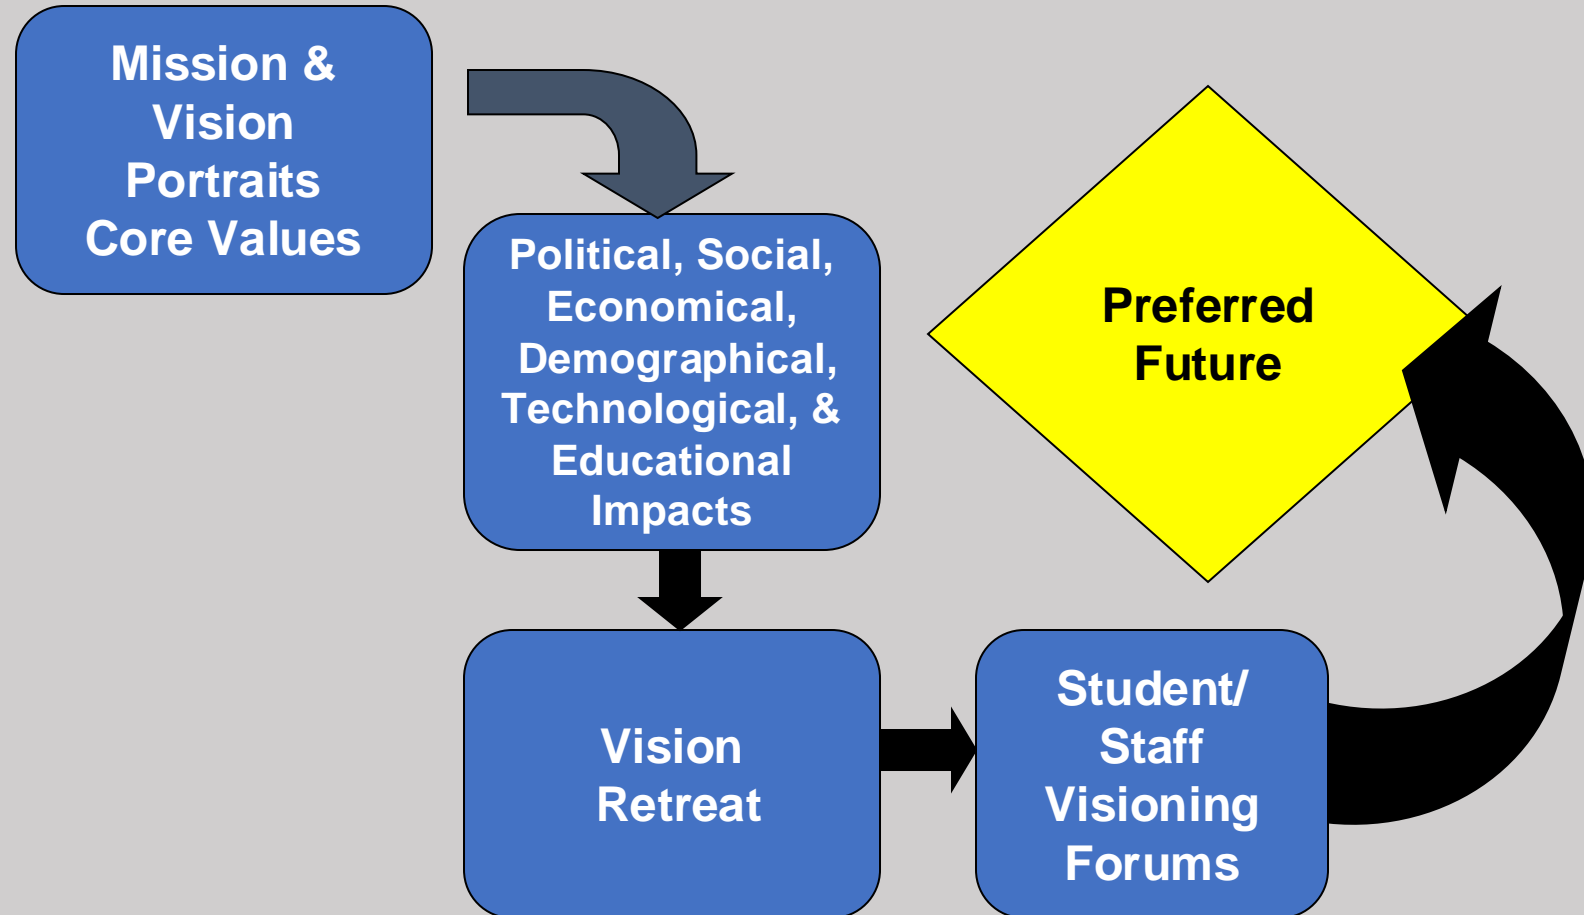 Mission &
Vision
Portraits
Core Values
Political, Social,
Economical,
Demographical,
Technological, &
Educational
Impacts
Preferred
Future
Vision
Retreat
Student/
Staff
Visioning
Forums